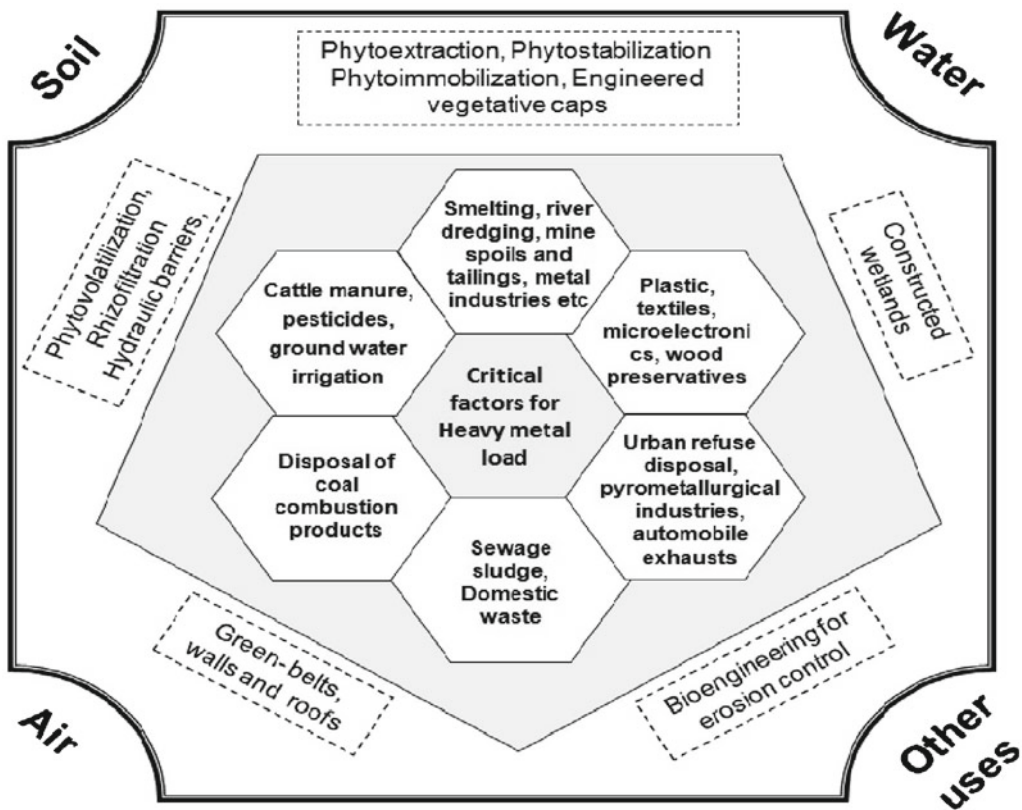 Soil
Water
Phytoextraction, Phytostabilization
Phytoimmobilization, Engineered
vegetative caps
Phytovolatilization,
Rhizofiltration
Hydraulic barriers,
Constructed
wetlands
Smelting, river
dredging, mine
spoils and
tailings, metal
industries etc
Cattle manure,
pesticides,
ground water
irrigation
Plastic,
textiles,
microelectroni
cs, wood
preservatives
Critical
factors for
Heavy metal
load
Disposal of
coal
combustion
products
Urban refuse
disposal,
pyrometallurgical
industries,
automobile
exhausts
Sewage
sludge,
Domestic
waste
Green-belts,
walls and roofs
Bioengineering for
erosion control
Air
Other
uses